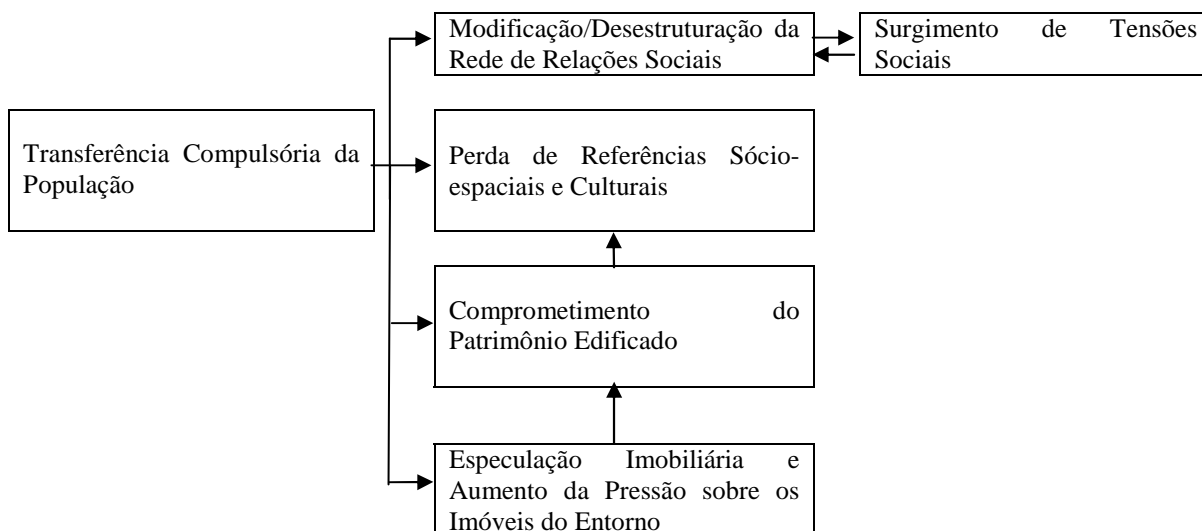 Modificação/Desestruturação da
Rede de Relações Sociais
Surgimento de Tensões
Sociais
Transferência Compulsória da
População
Perda de Referências Sócio-
espaciais e Culturais
Comprometimento do
Patrimônio Edificado
Especulação Imobiliária e
Aumento da Pressão sobre os
Imóveis do Entorno